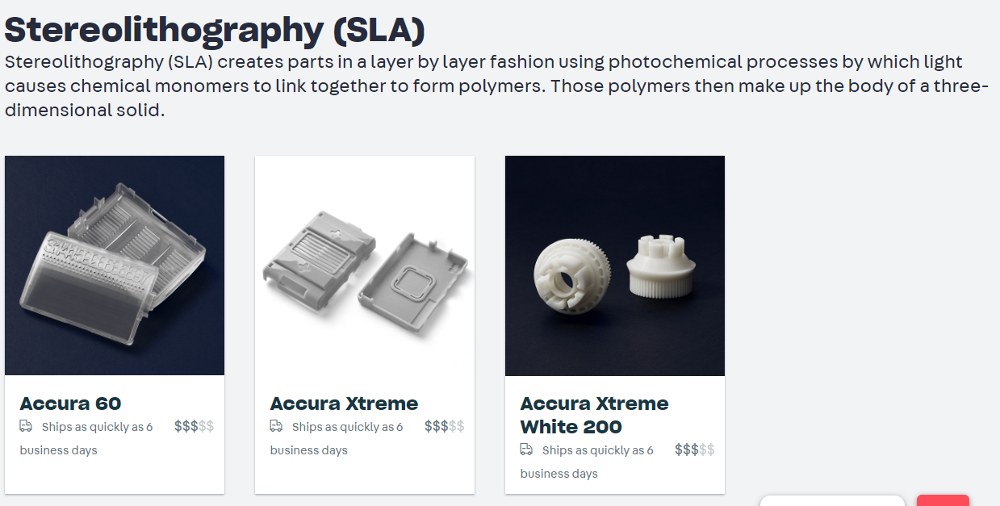 Stereolithography (SLA)
Stereolithography (SLA) creates parts in a layer by layer fashion using photochemical processes by which light
causes chemical monomers to link together to form polymers. Those polymers then make up the body of a three-
dimensional solid.
Accura 60
Ships as quickly as 6 $$$$$
business days
Accura Xtreme
Ships as quickly as 6 $$$$$
business days
Accura Xtreme
White 200
Ships as quickly as 6 $$$$$
business days